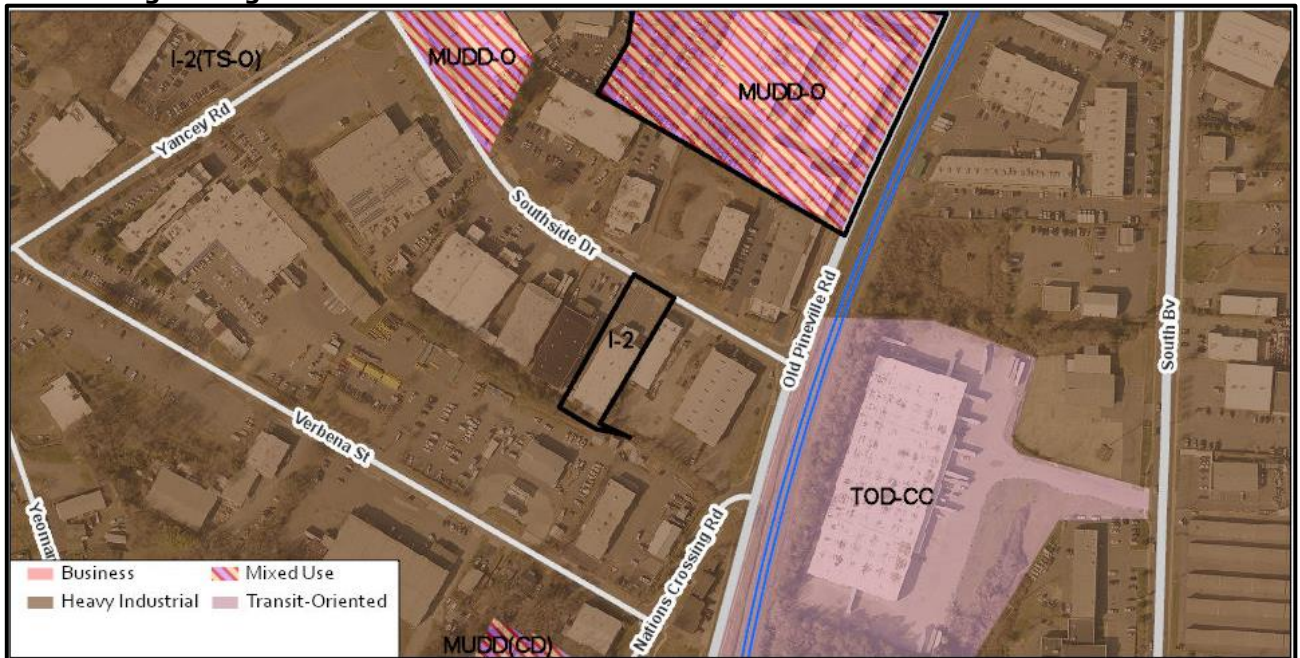 I-2(TS-O)
MUDD-O
MUDD-O
Yancey Rd
Southside Dr
Old Pineville Rd
South Bv
I-2
Verbena St
TOD-CC
Nations Crossing Rd
Business
Mixed Use
Heavy Industrial
Transit-Oriented
MUDD(CD)